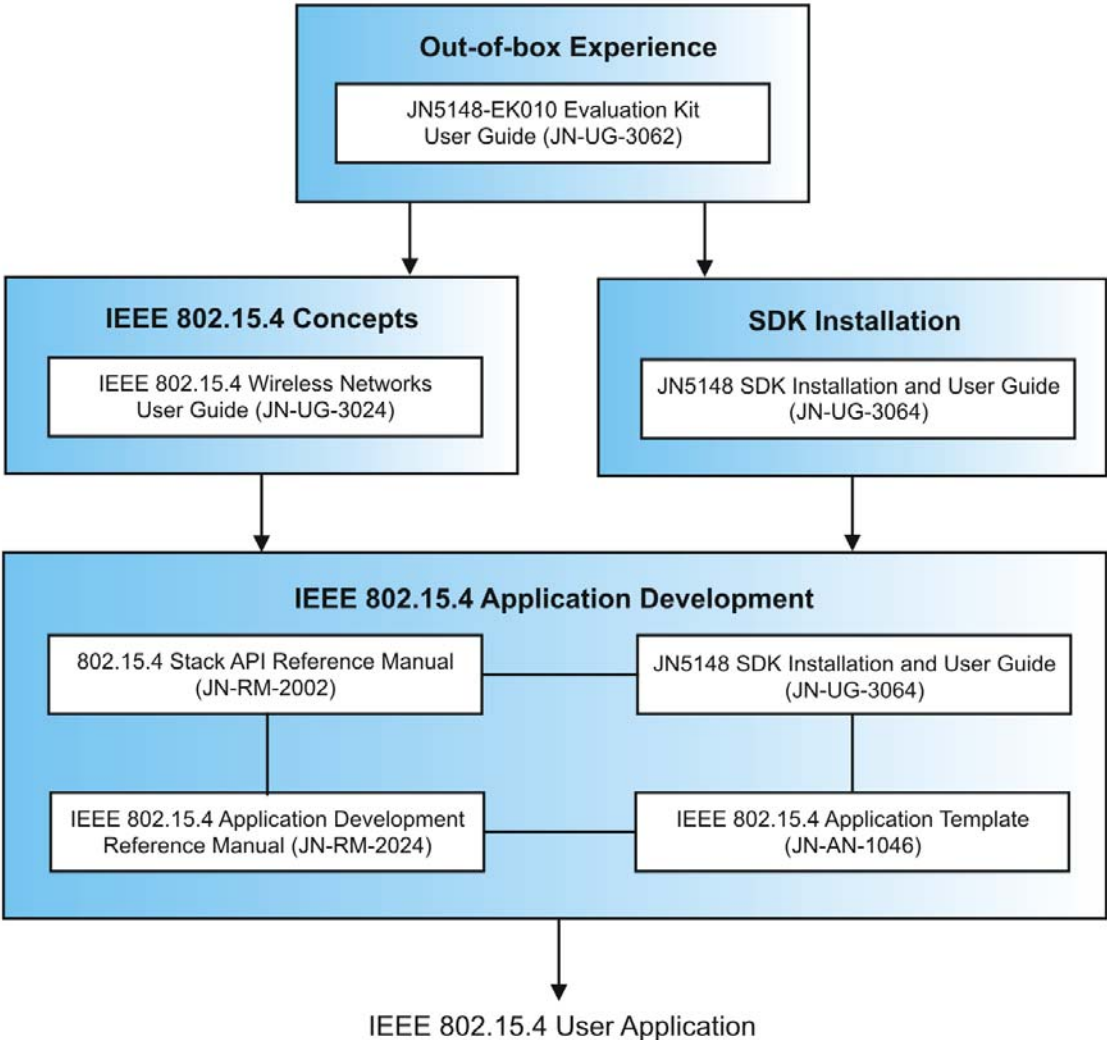 Out-of-box Experience
JN5148-EK010 Evaluation Kit
User Guide (JN-UG-3062)
IEEE 802.15.4 Concepts
IEEE 802.15.4 Wireless Networks
User Guide (JN-UG-3024)
SDK Installation
JN5148 SDK Installation and User Guide
(JN-UG-3064)
IEEE 802.15.4 Application Development
802.15.4 Stack API Reference Manual
(JN-RM-2002)
JN5148 SDK Installation and User Guide
(JN-UG-3064)
IEEE 802.15.4 Application Development
Reference Manual (JN-RM-2024)
IEEE 802.15.4 Application Template
(JN-AN-1046)
IEEE 802.15.4 User Application